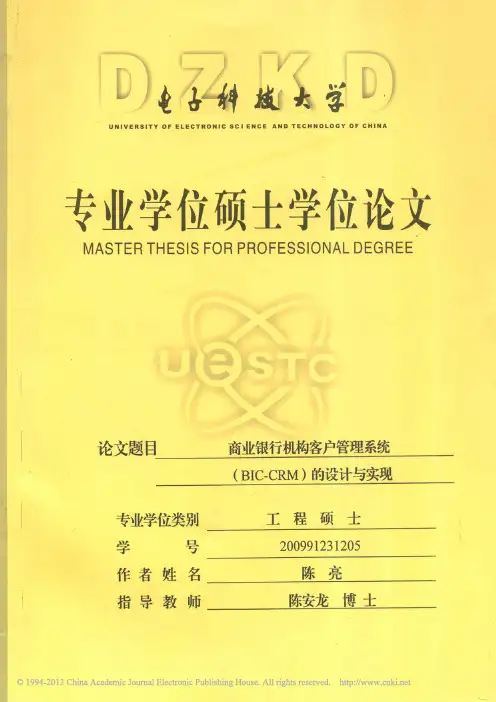 DZKD
电子科技大学
UNIVERSITY OF ELECTRONIC SCIENCE AND TECHNOLOGY OF CHINA
专业学位硕士学位论文
MASTER THESIS FOR PROFESSIONAL DEGREE
UeSTC
论文题目 商业银行机构客户管理系统
（BIC-CRM）的设计与实现
专业学位类别 工 程 硕 士
学 号 200991231205
作 者 姓 名 陈 亮
指 导 教 师 陈安龙 博 士
© 1994-2013 China Academic Journal Electronic Publishing House. All rights reserved. http://www.cnki.net